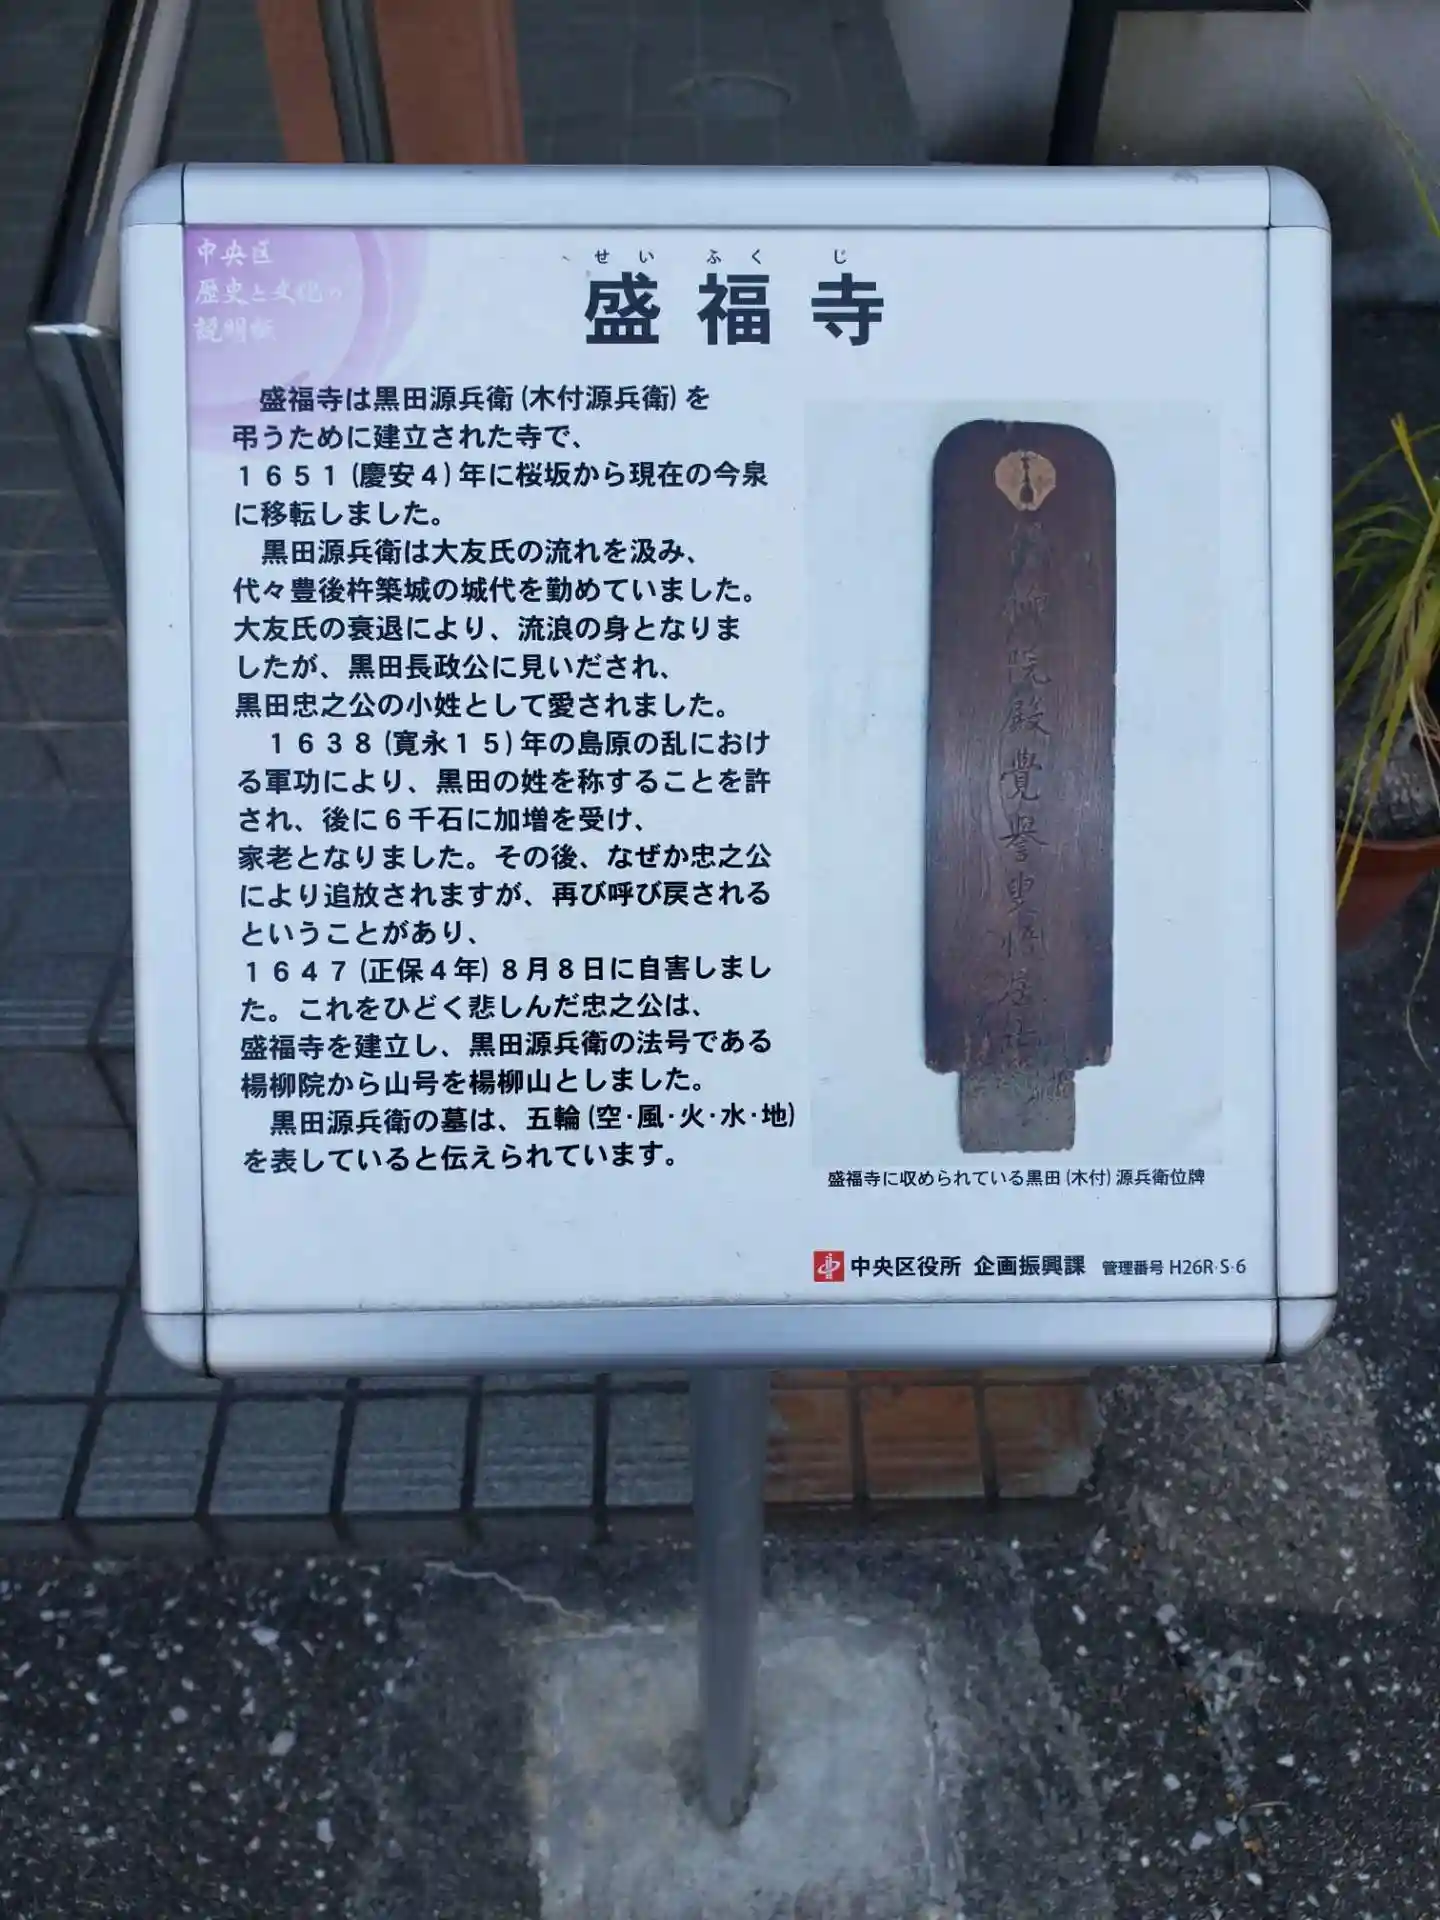 中央区
歴史と文化の
説明板
せいふくじ
盛福寺
盛福寺は黒田源兵衛(木付源兵衛)を
弔うために建立された寺で、
1651(慶安4)年に桜坂から現在の今泉
に移転しました。
黒田源兵衛は大友氏の流れを汲み、
代々豊後杵築城の城代を勤めていました。
大友氏の衰退により、流浪の身となりま
したが、黒田長政公に見いだされ、
黒田忠之公の小姓として愛されました。
1638(寛永15)年の島原の乱におけ
る軍功により、黒田の姓を称することを許
され、後に6千石に加増を受け、
家老となりました。その後、なぜか忠之公
により追放されますが、再び呼び戻される
ということがあり、
1647(正保4年)8月8日に自害しまし
た。これをひどく悲しんだ忠之公は、
盛福寺を建立し、黒田源兵衛の法号である
楊柳院から山号を楊柳山としました。
黒田源兵衛の墓は、五輪(空・風・火・水・地)
を表していると伝えられています。
柳院殿覺誉
盛福寺に収められている黒田(木付)源兵衛位牌
中央区役所 企画振興課 管理番号 H26R・S・6